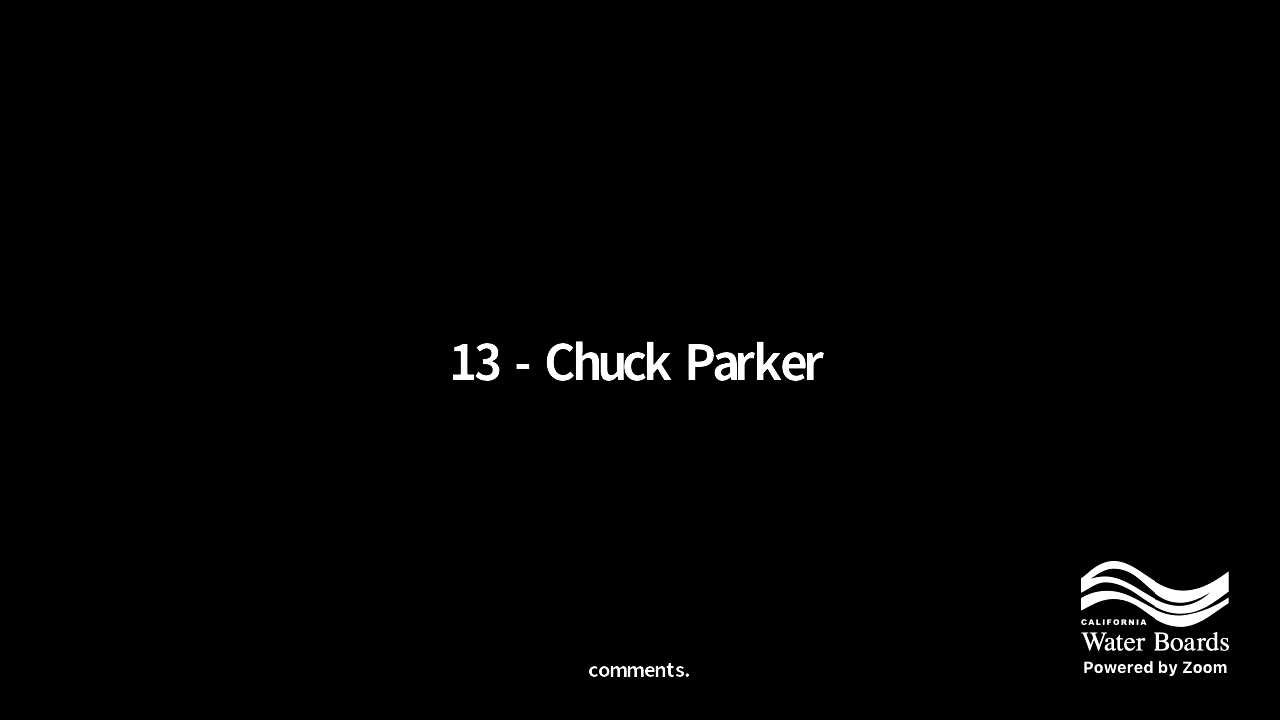 13 - Chuck Parker
CALIFORNIA
Water Boards
Powered by Zoom
comments.